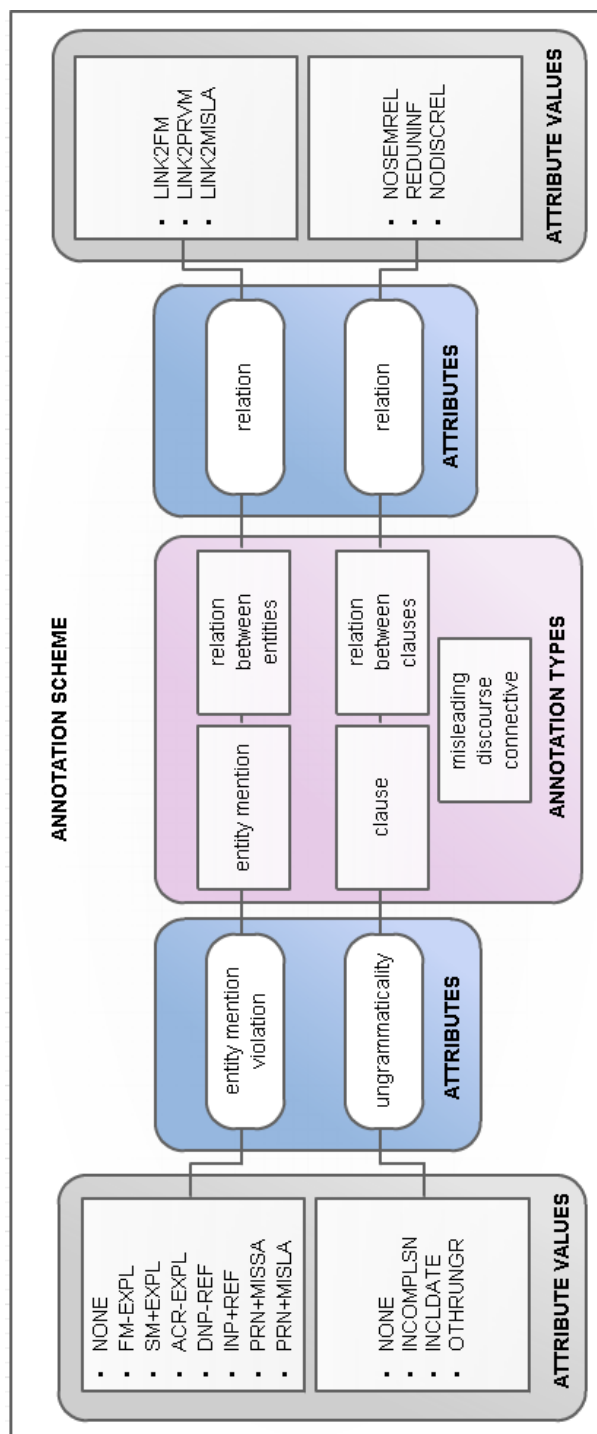 ANNOTATION SCHEME
NONE
FM-EXPL
SM+EXPL
ACR-EXPL
DNP-REF
INP+REF
PRN+MISSA
PRN+MISLA
NONE
INCOMPLSN
INCLDATE
OTHRUNGR
ATTRIBUTE VALUES
entity mention
violation
ungrammaticality
ATTRIBUTES
entity mention
relation
between
entities
clause
relation
between
clauses
misleading
discourse
connective
ANNOTATION TYPES
relation
relation
ATTRIBUTES
LINK2FM
LINK2PRVM
LINK2MISLA
NOSEMREL
REDUNINF
NODISCREL
ATTRIBUTE VALUES